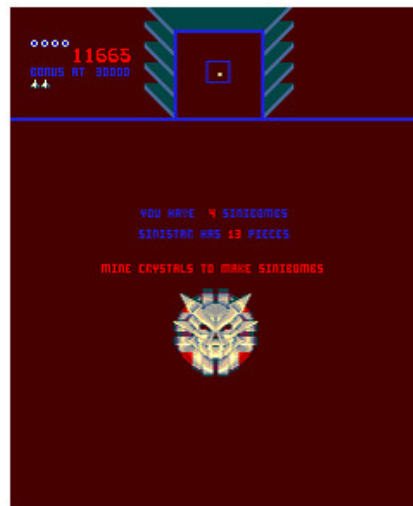 11665
BONUS AT 30000
YOU HAVE 4 SINIBOMBS
SINISTAR HAS 13 PIECES
MINE CRYSTALS TO MAKE SINIBOMBS